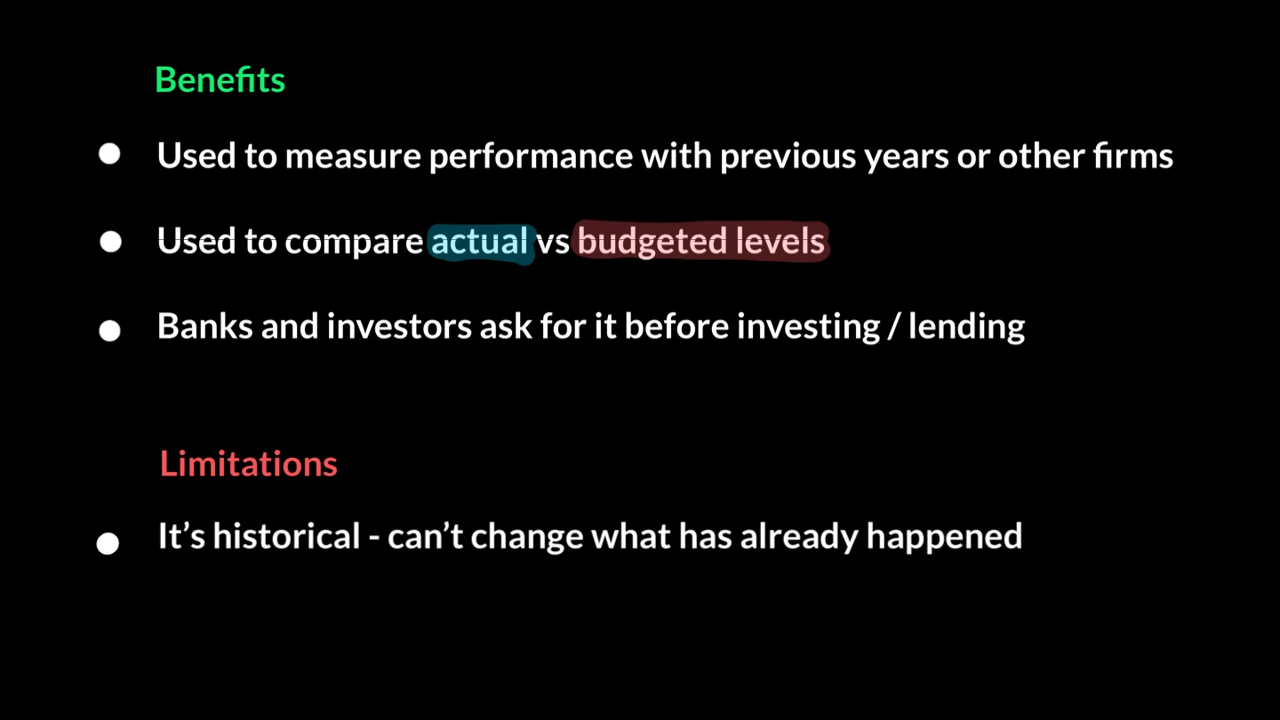 Benefits
Used to measure performance with previous years or other firms
Used to compare actual vs budgeted levels
Banks and investors ask for it before investing / lending
Limitations
It’s historical - can’t change what has already happened